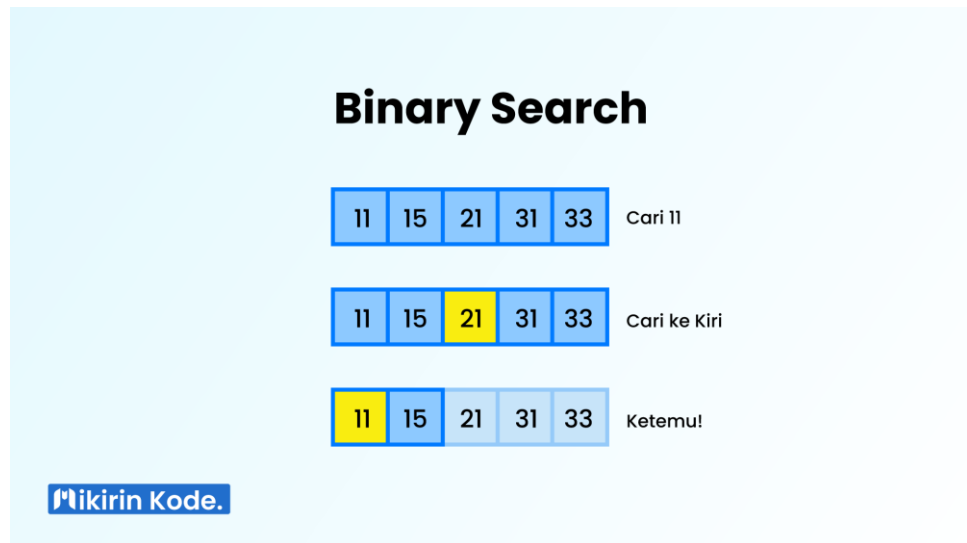 Binary Search
11 15 21 31 33 Cari 11
11 15 21 31 33 Cari ke Kiri
11 15 21 31 33 Ketemu!
Mikirin Kode.